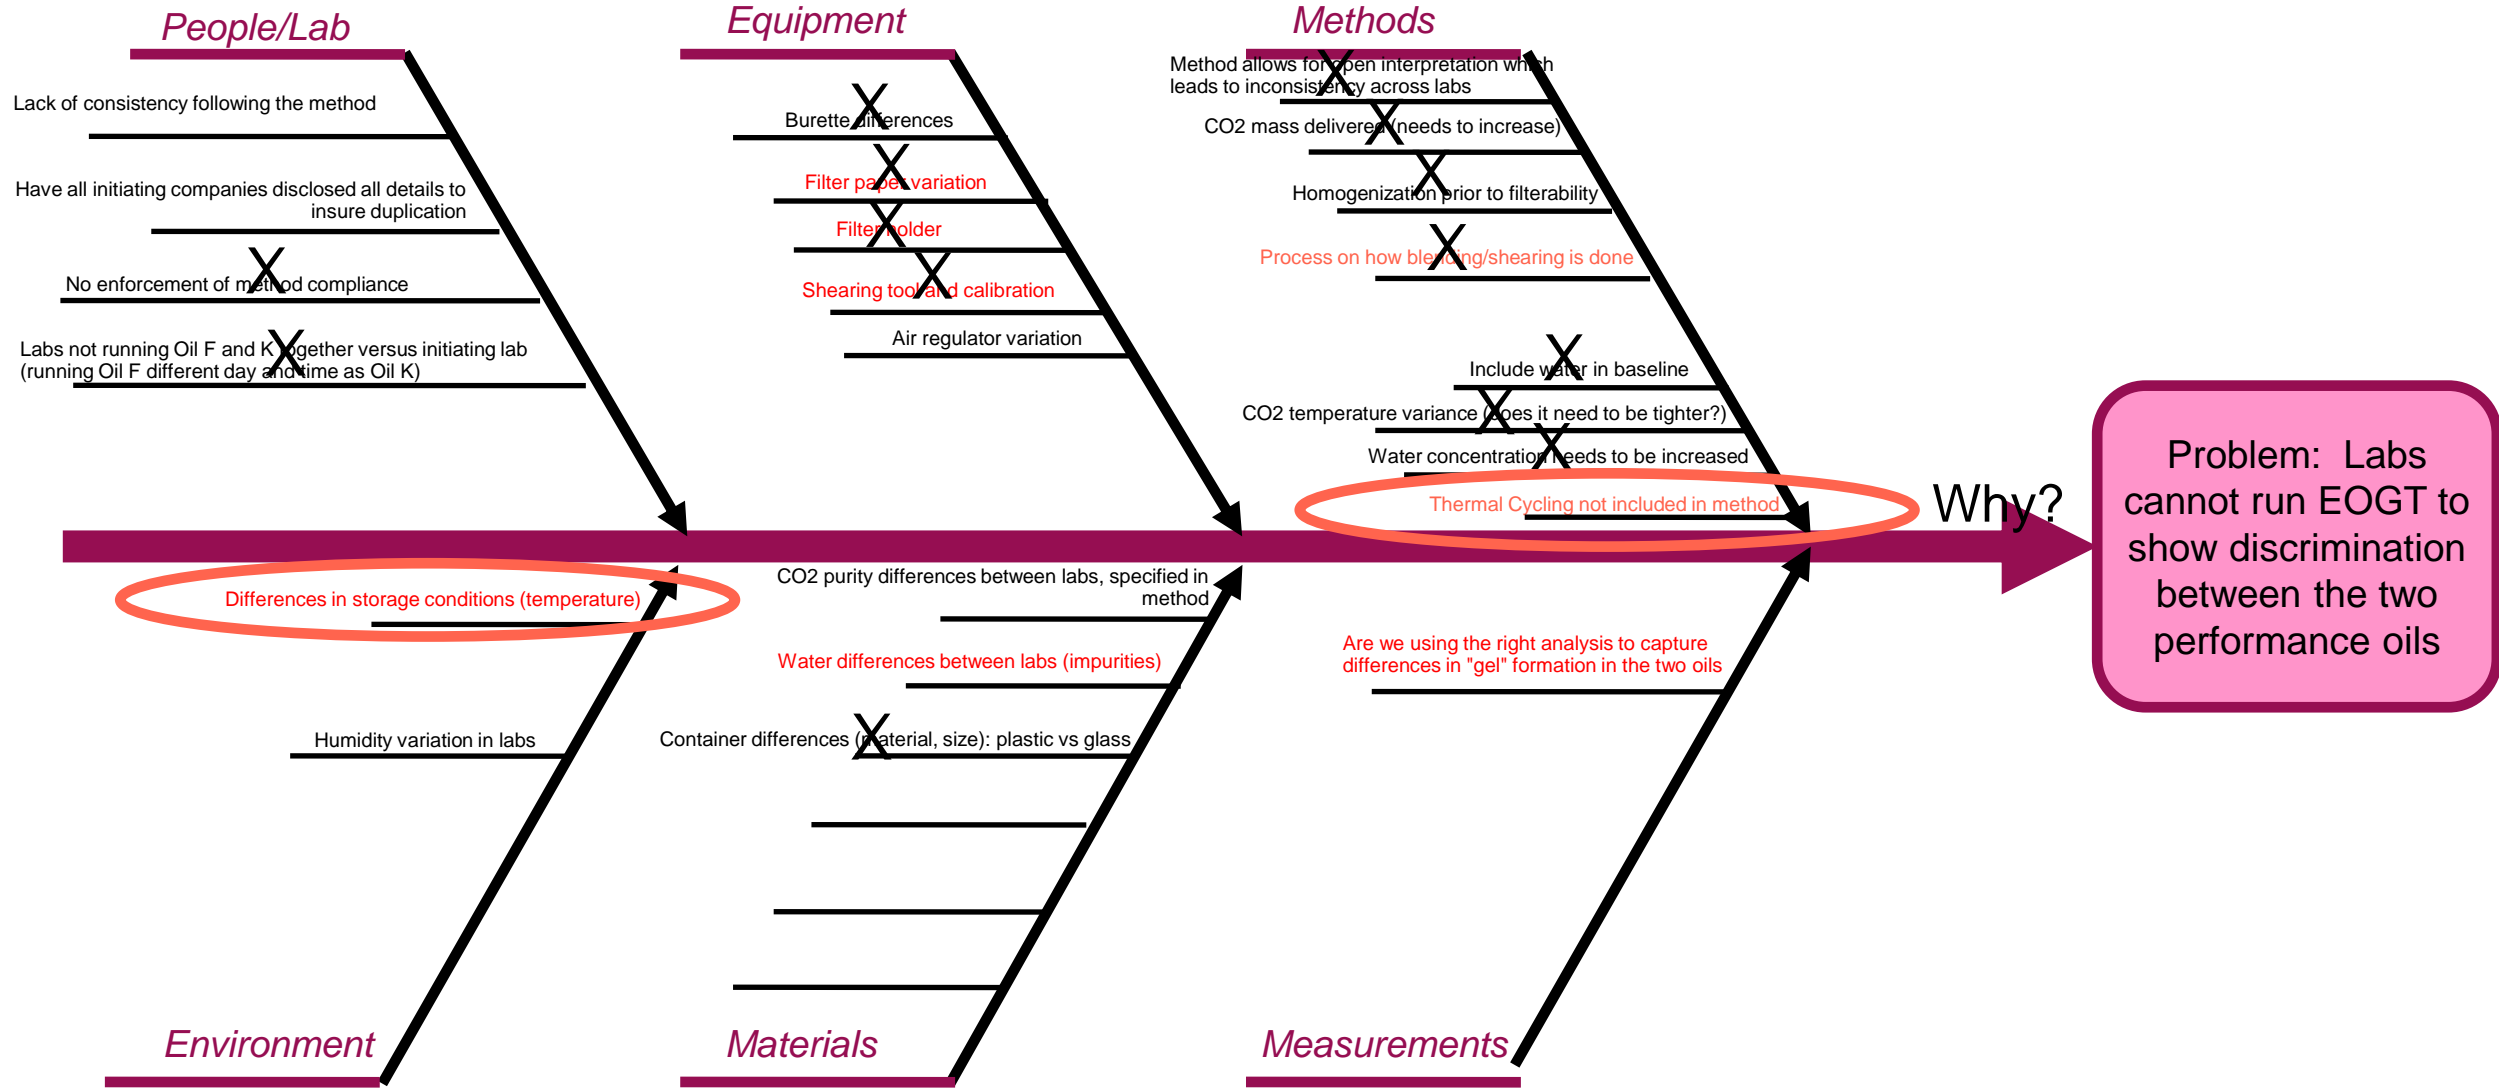 People/Lab
Lack of consistency following the method
Have all initiating companies disclosed all details to
insure duplication
X
No enforcement of method compliance
X
Labs not running Oil F and K together versus initiating lab
(running Oil F different day and time as Oil K)
Equipment
X
Burette differences
X
Filter paper variation
X
Filter holder
X
Shearing tool and calibration
Air regulator variation
Methods
X
Method allows for open interpretation which
leads to inconsistency across labs
X
CO2 mass delivered (needs to increase)
X
Homogenization prior to filterability
X
Process on how blending/shearing is done
X
Include water in baseline
X
CO2 temperature variance (does it need to be tighter?)
X
Water concentration needs to be increased
Thermal Cycling not included in method
Why?
Problem: Labs
cannot run EOGT to
show discrimination
between the two
performance oils
Differences in storage conditions (temperature)
Humidity variation in labs
Environment
CO2 purity differences between labs, specified in
method
Water differences between labs (impurities)
X
Container differences (material, size): plastic vs glass
Materials
Are we using the right analysis to capture
differences in "gel" formation in the two oils
Measurements